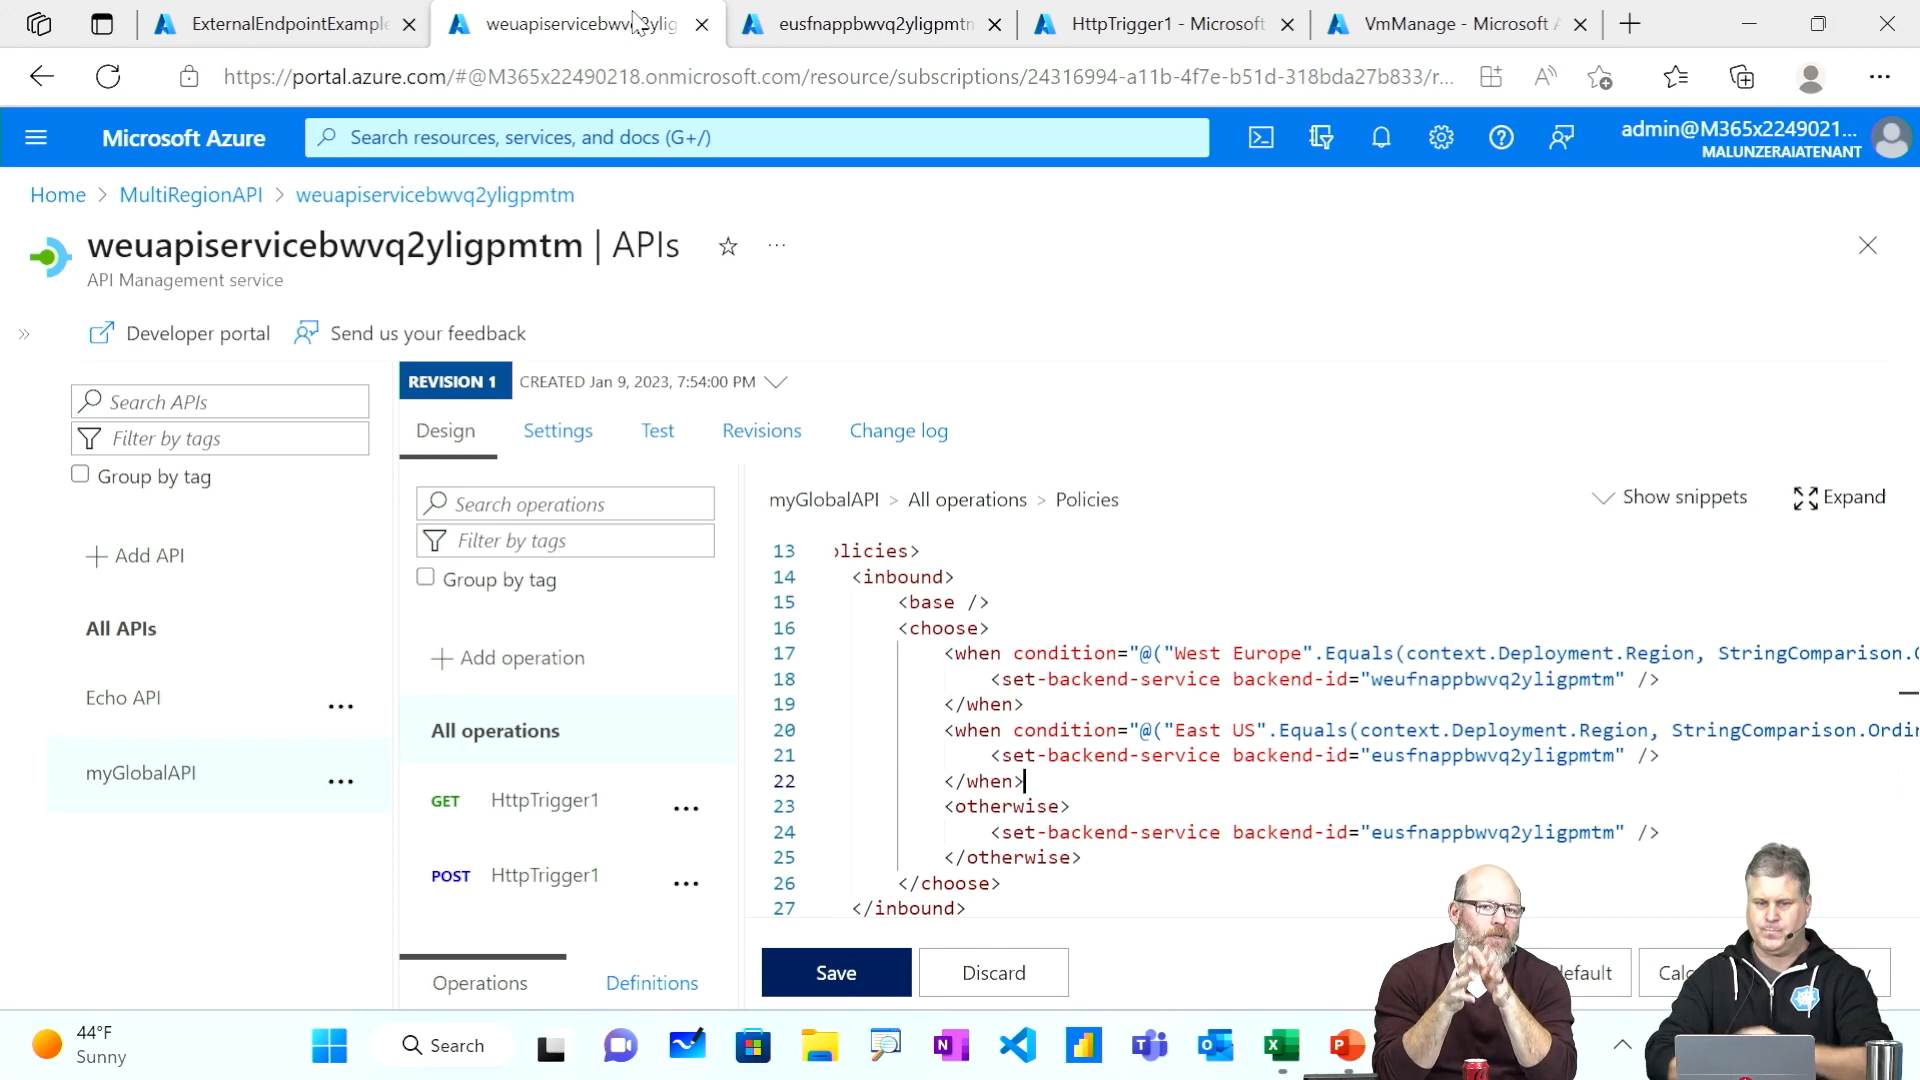 ExternalEndpointExample
weuapiservicebwvq2ylig
eusfnappbwvq2yligpmtm
HttpTrigger1 - Microsoft
VmManage - Microsoft A
https://portal.azure.com/#@M365x22490218.onmicrosoft.com/resource/subscriptions/24316994-a11b-4f7e-b51d-318bda27b833/r...
Microsoft Azure
Search resources, services, and docs (G+/)
admin@M365x2249021...
MALUNZERAIATENANT
Home > MultiRegionAPI > weuapiservicebwvq2yligpmtm
weuapiservicebwvq2yligpmtm | APIs
API Management service
Developer portal
Send us your feedback
Search APIs
Filter by tags
Group by tag
+ Add API
All APIs
Echo API
myGlobalAPI
REVISION 1
CREATED Jan 9, 2023, 7:54:00 PM
Design
Settings
Test
Revisions
Change log
Search operations
Filter by tags
Group by tag
+ Add operation
All operations
GET HttpTrigger1
POST HttpTrigger1
Operations
Definitions
myGlobalAPI > All operations > Policies
Show snippets
Expand
13 olicies>
14 <inbound>
15 <base />
16 <choose>
17 <when condition="@("West Europe".Equals(context.Deployment.Region, StringComparison.O
18 <set-backend-service backend-id="weufnappbwvq2yligpmtm" />
19 </when>
20 <when condition="@("East US".Equals(context.Deployment.Region, StringComparison.Ordin
21 <set-backend-service backend-id="eusfnappbwvq2yligpmtm" />
22 </when>
23 <otherwise>
24 <set-backend-service backend-id="eusfnappbwvq2yligpmtm" />
25 </otherwise>
26 </choose>
27 </inbound>
Save
Discard
efault
Calc
y
44°F
Sunny
Search